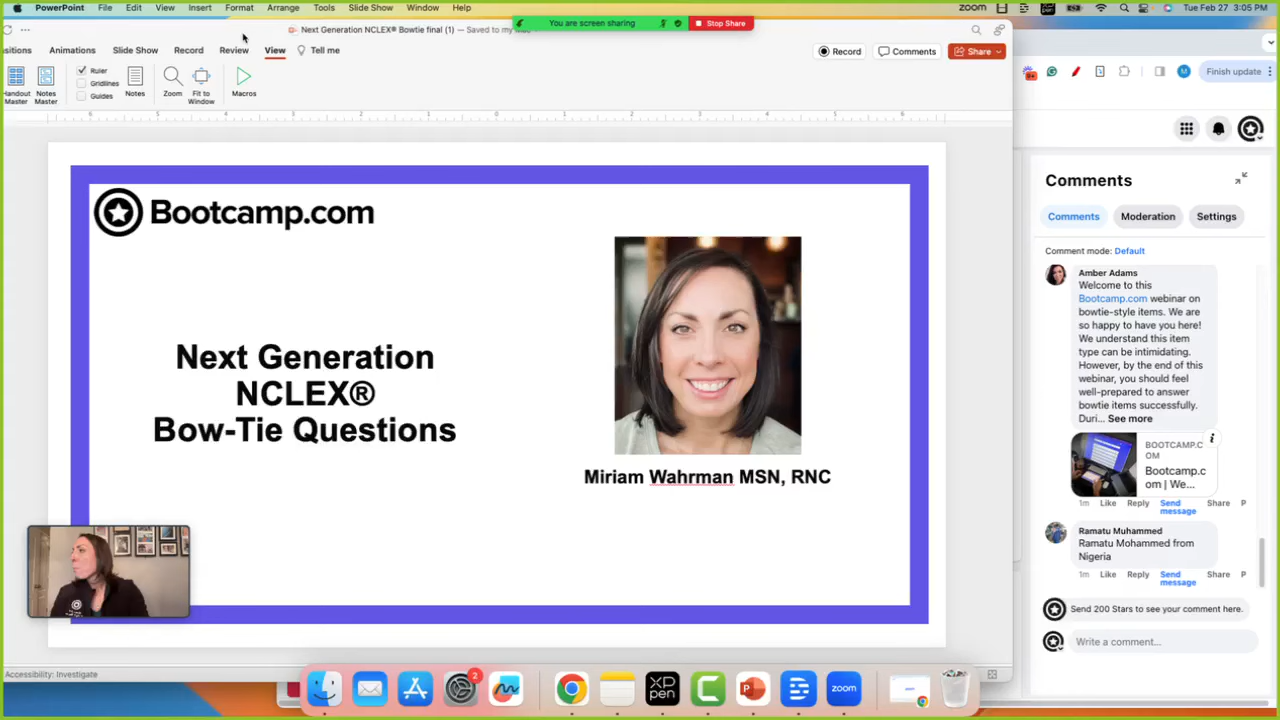 PowerPoint File Edit View Insert Format Arrange Tools Slide Show Window Help
zoom
Tue Feb 27 3:05 PM
You are screen sharing
Stop Share
Next Generation NCLEX® Bowtie final (1) — Saved to my
sitions Animations Slide Show Record Review View Tell me
Record Comments Share
Handout Master
Notes Master
Ruler
Gridlines
Guides
Notes
Zoom
Fit to Window
Macros
Finish update
Bootcamp.com
Next Generation
NCLEX®
Bow-Tie Questions
Miriam Wahrman MSN, RNC
Comments
Comments Moderation Settings
Comment mode: Default
Amber Adams
Welcome to this
Bootcamp.com webinar on
bowtie-style items. We are
so happy to have you here!
We understand this item
type can be intimidating.
However, by the end of this
webinar, you should feel
well-prepared to answer
bowtie items successfully.
Duri... See more
BOOTCAMP.C
OM
Bootcamp.c
om | We...
1m Like Reply Send message Share P
Ramatu Muhammed
Ramatu Mohammed from
Nigeria
1m Like Reply Send message Share P
Send 200 Stars to see your comment here.
Write a comment...
Accessibility: Investigate
2
XP
pen
zoom